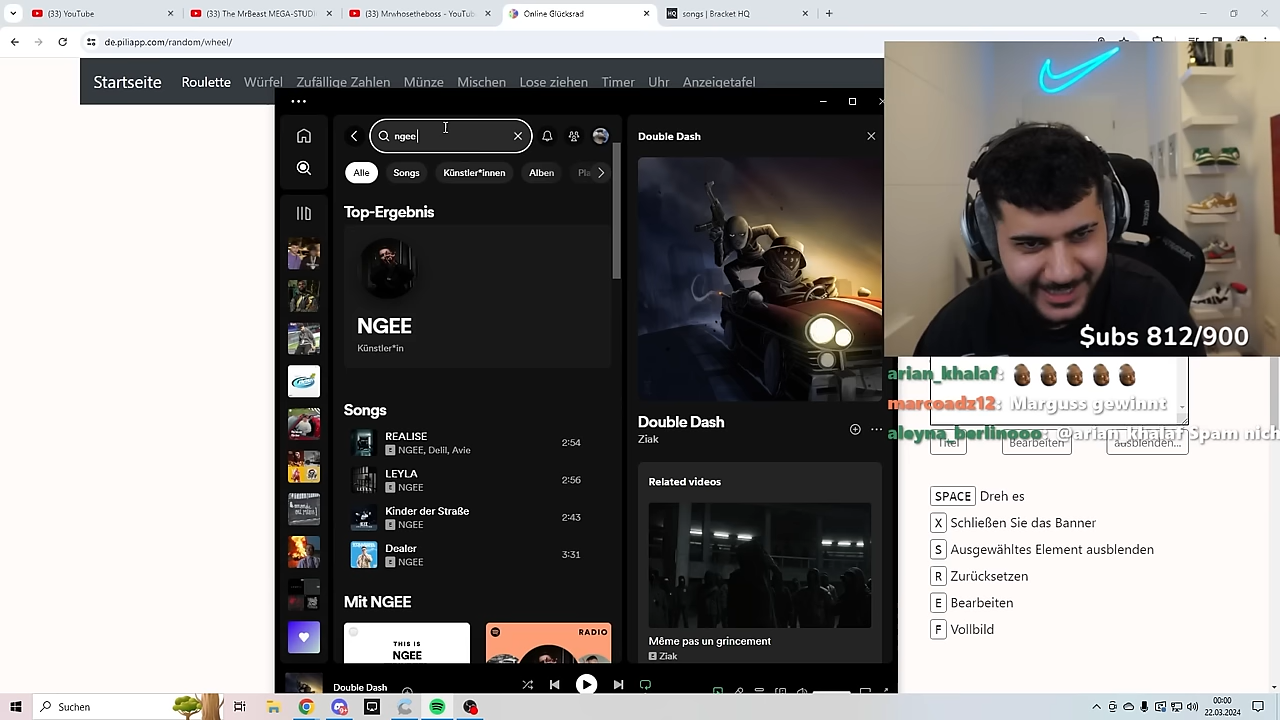 (33) YouTube
(33) The MrBeast MEGA-STUDI
(33) Mrwhosetheboss - YouTub
Online Glücksrad
songs | Bracket HQ
de.piliapp.com/random/wheel/
Startseite Roulette Würfel Zufällige Zahlen Münze Mischen Lose ziehen Timer Uhr Anzeigetafel
ngee
Alle Songs Künstler*innen Alben Pla
Top-Ergebnis
NGEE
Künstler*in
Songs
REALISE
E NGEE, Delil, Avie
2:54
LEYLA
E NGEE
2:56
Kinder der Straße
E NGEE
2:43
Dealer
E NGEE
3:31
Mit NGEE
THIS IS
NGEE
RADIO
Double Dash
Double Dash
Ziak
Related videos
Même pas un grincement
E Ziak
Double Dash
$ubs 812/900
arian_khalaf:
marcoadz12: Marguss gewinnt
aleyna_berlinooo: @arian_khalaf Spam nich
Titel Bearbeiten ausblenden...
SPACE Dreh es
X Schließen Sie das Banner
S Ausgewähltes Element ausblenden
R Zurücksetzen
E Bearbeiten
F Vollbild
Suchen
00:00
22.03.2024